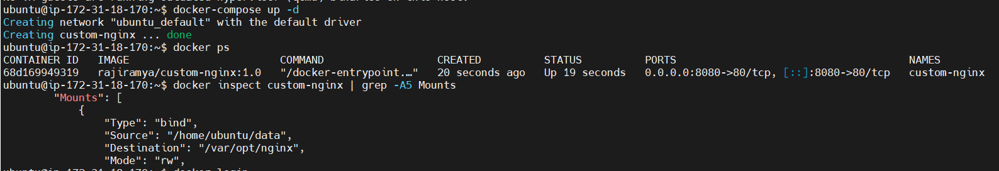 ubuntu@ip-172-31-18-170:~$ docker-compose up -d
Creating network "ubuntu_default" with the default driver
Creating custom-nginx ... done
ubuntu@ip-172-31-18-170:~$ docker ps
CONTAINER ID   IMAGE                        COMMAND                  CREATED          STATUS          PORTS                                     NAMES
68d169949319   rajiramya/custom-nginx:1.0   "/docker-entrypoint.…"   20 seconds ago   Up 19 seconds   0.0.0.0:8080->80/tcp, [::]:8080->80/tcp   custom-nginx
ubuntu@ip-172-31-18-170:~$ docker inspect custom-nginx | grep -A5 Mounts
        "Mounts": [
            {
                "Type": "bind",
                "Source": "/home/ubuntu/data",
                "Destination": "/var/opt/nginx",
                "Mode": "rw",